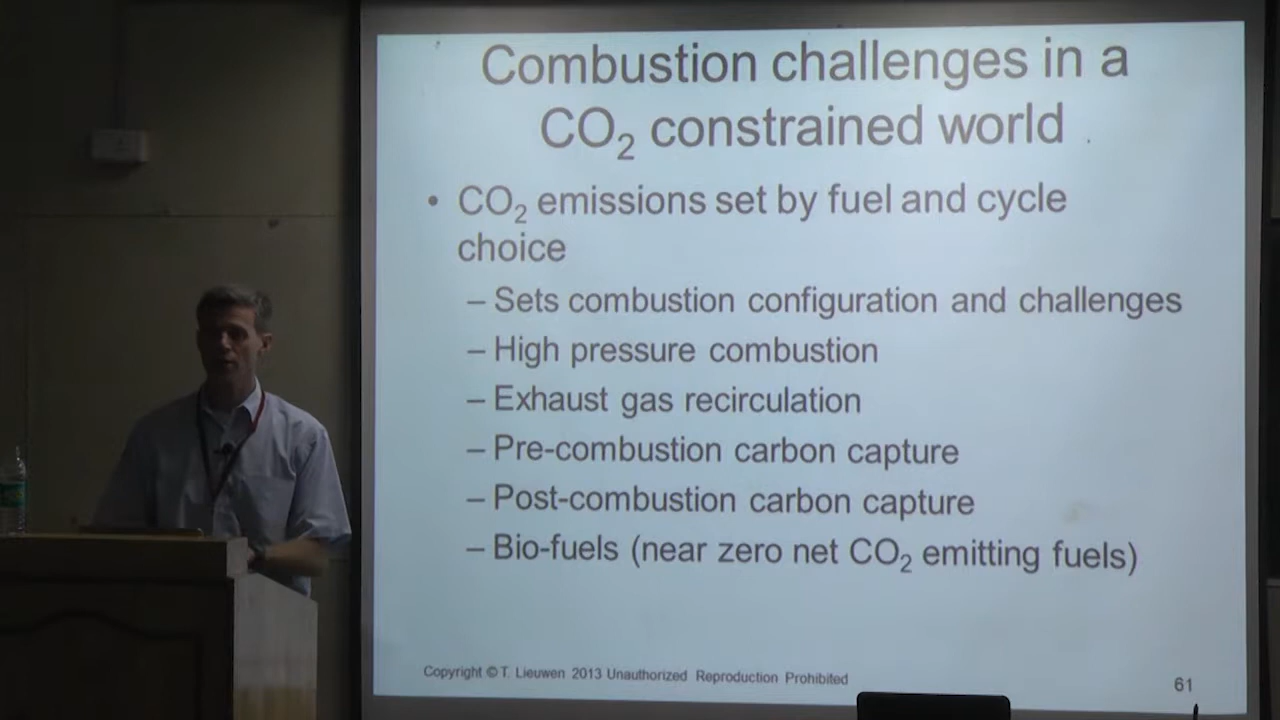 Combustion challenges in a
CO₂ constrained world
• CO₂ emissions set by fuel and cycle
choice
– Sets combustion configuration and challenges
– High pressure combustion
– Exhaust gas recirculation
– Pre-combustion carbon capture
– Post-combustion carbon capture
– Bio-fuels (near zero net CO₂ emitting fuels)
Copyright © T. Lieuwen 2013 Unauthorized Reproduction Prohibited
61